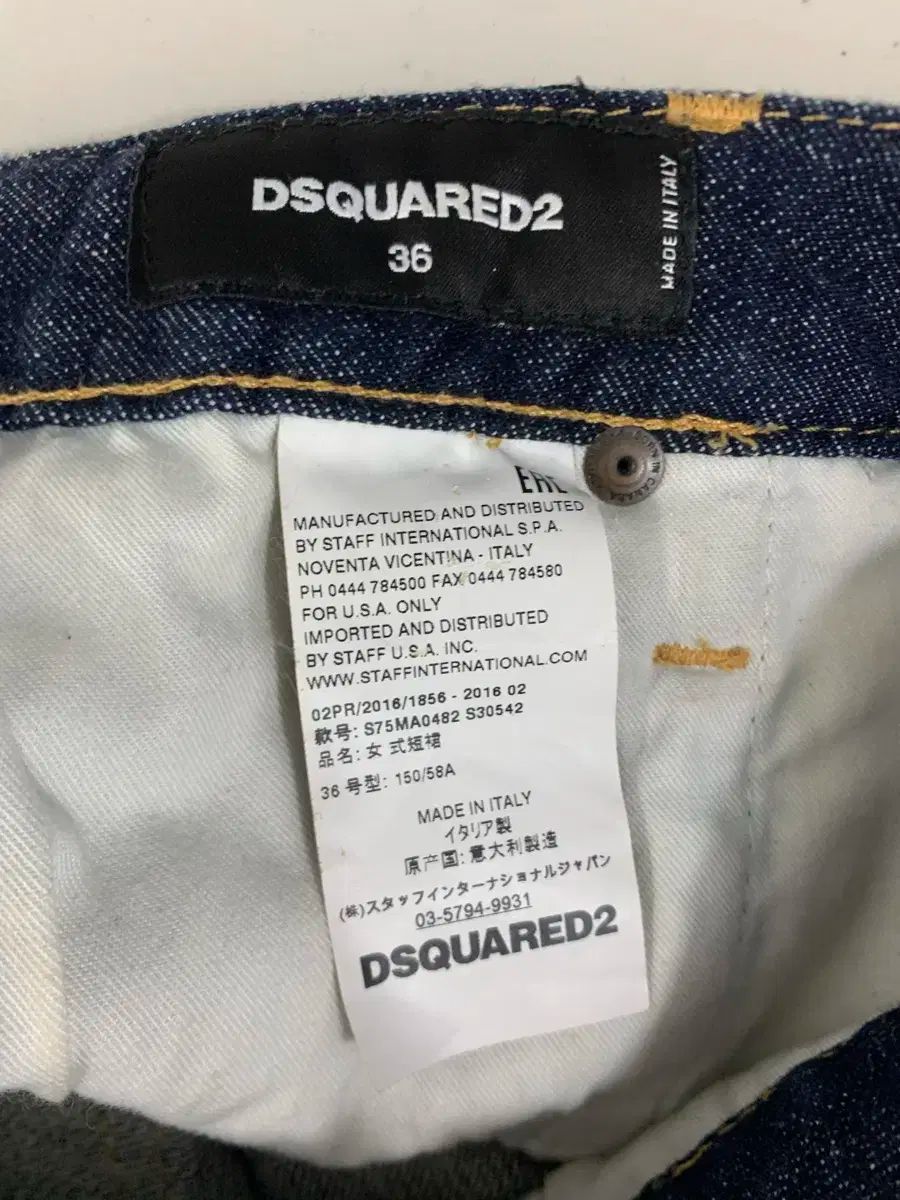 DSQUARED2
36
MADE IN ITALY
BORN IN CANADA
MANUFACTURED AND DISTRIBUTED
BY STAFF INTERNATIONAL S.P.A.
NOVENTA VICENTINA - ITALY
PH 0444 784500 FAX 0444 784580
FOR U.S.A. ONLY
IMPORTED AND DISTRIBUTED
BY STAFF U.S.A. INC.
WWW.STAFFINTERNATIONAL.COM
02PR/2016/1856 - 2016 02
款号: S75MA0482 S30542
品名: 女 式短裙
36 号型: 150/58A
MADE IN ITALY
イタリア製
原产国: 意大利製造
(株)スタッフインターナショナルジャパン
03-5794-9931
DSQUARED2